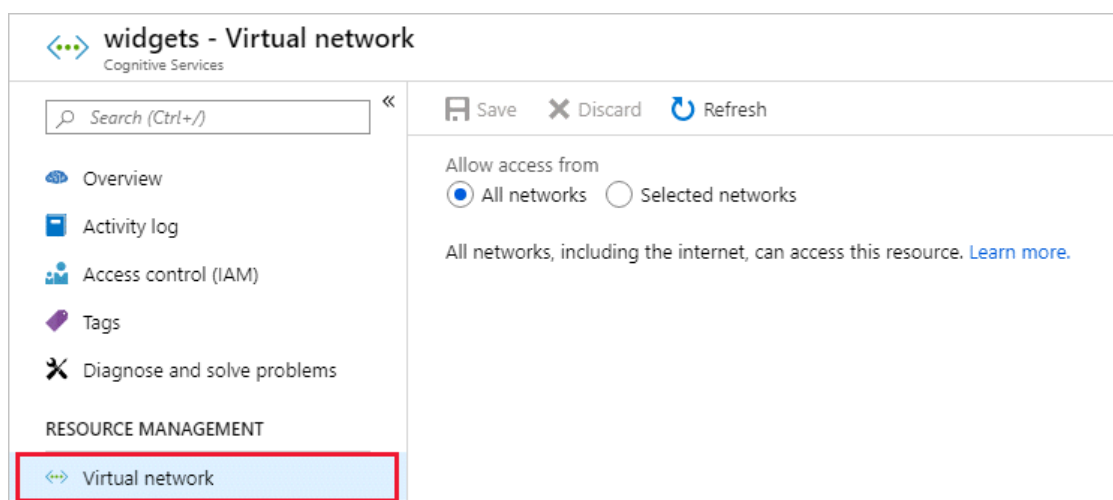 widgets - Virtual network
Cognitive Services
Search (Ctrl+/)
«
Overview
Activity log
Access control (IAM)
Tags
Diagnose and solve problems
RESOURCE MANAGEMENT
Virtual network
Save Discard Refresh
Allow access from
All networks Selected networks
All networks, including the internet, can access this resource. Learn more.